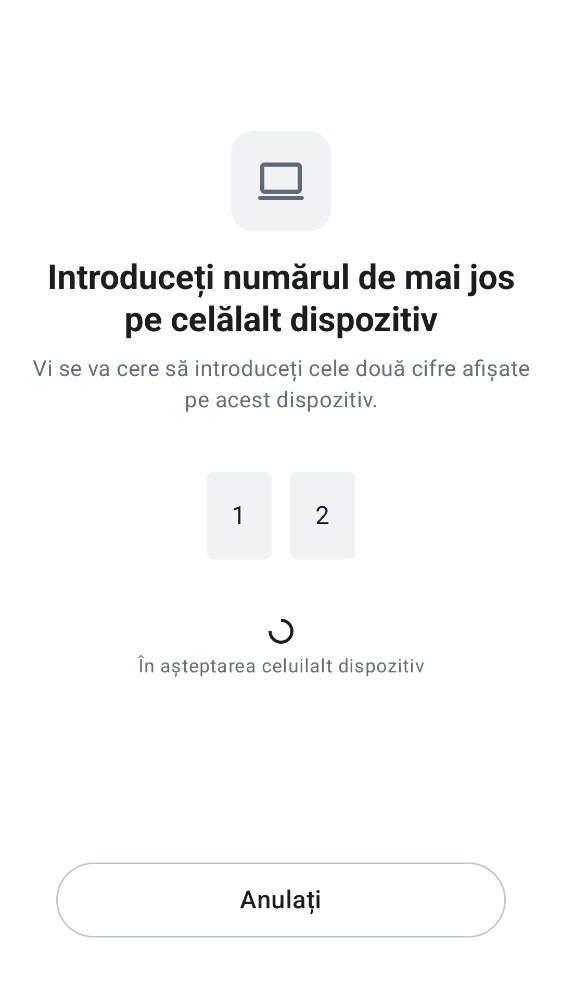 Introduceți numărul de mai jos
pe celălalt dispozitiv
Vi se va cere să introduceți cele două cifre afișate
pe acest dispozitiv.
1 2
În așteptarea celuilalt dispozitiv
Anulați